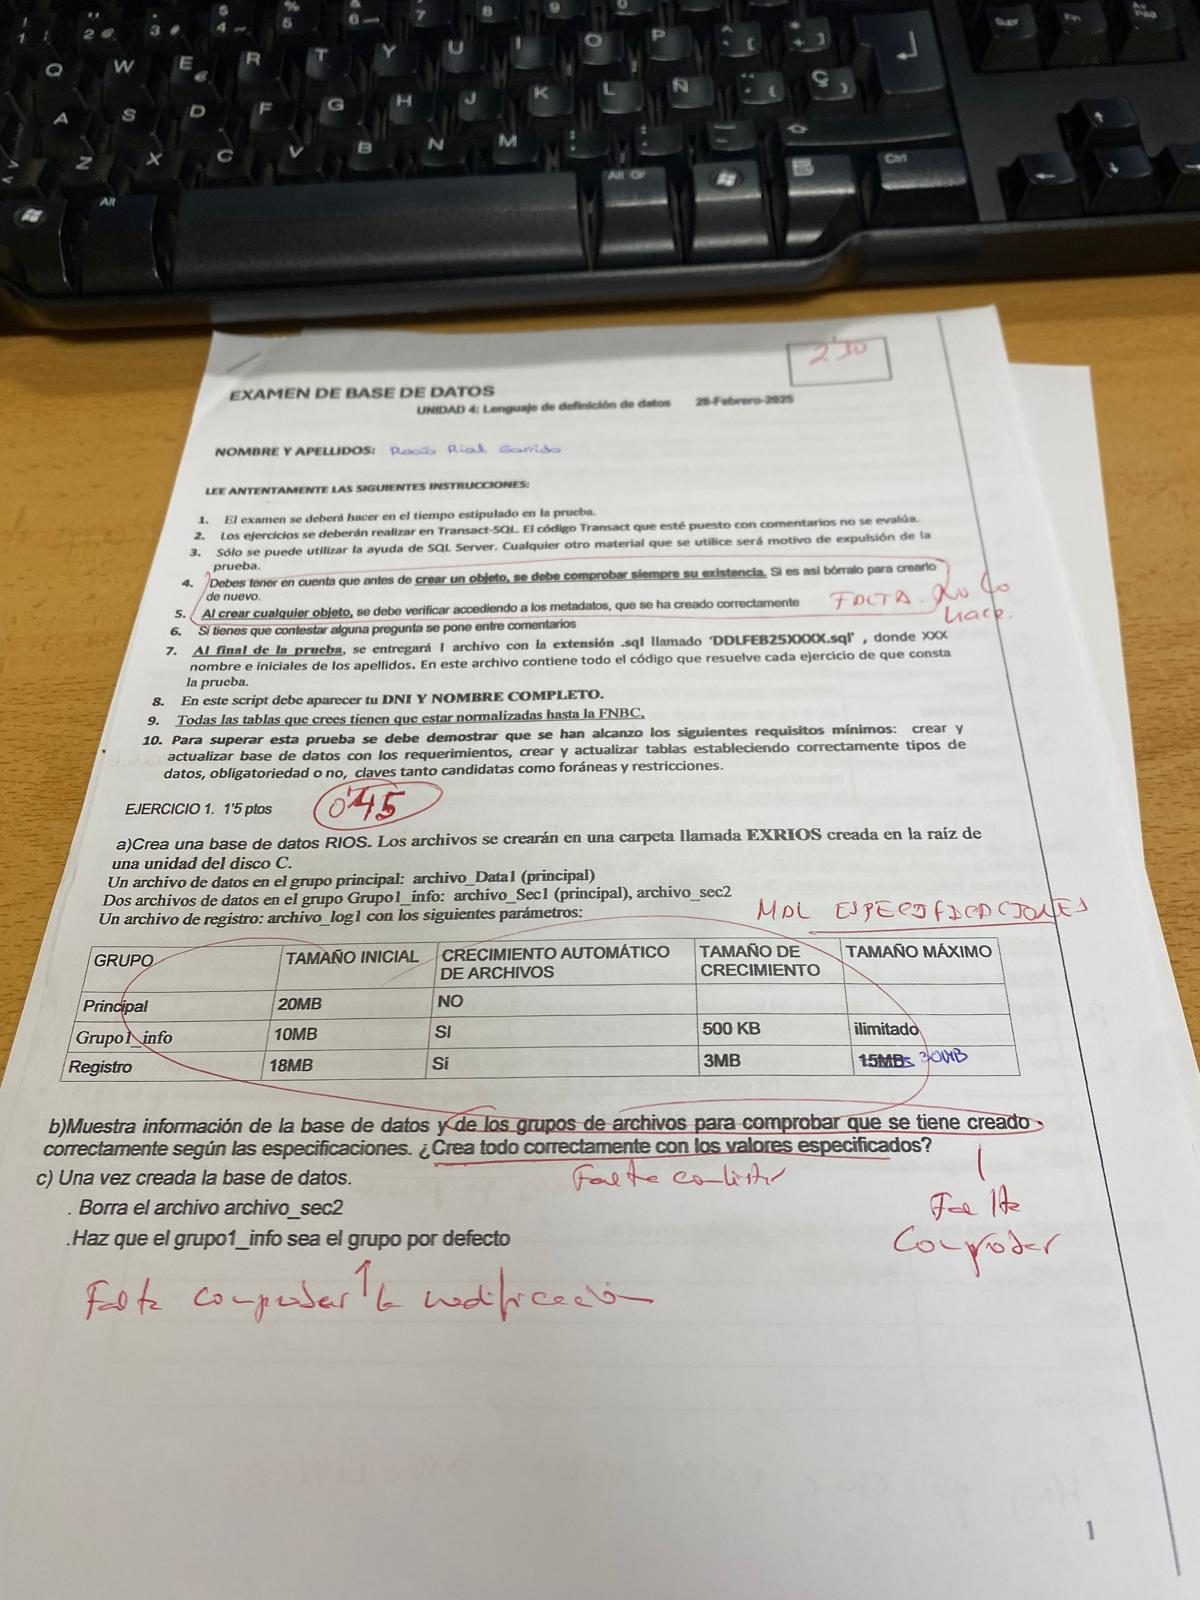 Q W E R T Y U I O P
A S D F G H J K L Ñ Ç
Z X C V B N M
Alt Alt Gr Ctrl
2'30
EXAMEN DE BASE DE DATOS
UNIDAD 4: Lenguaje de definición de datos 28-Febrero-2025
NOMBRE Y APELLIDOS: Rocío Rial Garrido
LEE ANTENTAMENTE LAS SIGUIENTES INSTRUCCIONES:
1. El examen se deberá hacer en el tiempo estipulado en la prueba.
2. Los ejercicios se deberán realizar en Transact-SQL. El código Transact que esté puesto con comentarios no se evalúa.
3. Sólo se puede utilizar la ayuda de SQL Server. Cualquier otro material que se utilice será motivo de expulsión de la
prueba.
4. Debes tener en cuenta que antes de crear un objeto, se debe comprobar siempre su existencia. Si es asi bórralo para crearlo
de nuevo.
5. Al crear cualquier objeto, se debe verificar accediendo a los metadatos, que se ha creado correctamente
FALTA. No lo
hace.
6. Si tienes que contestar alguna pregunta se pone entre comentarios
7. Al final de la prueba, se entregará 1 archivo con la extensión .sql llamado 'DDLFEB25XXXX.sql' , donde XXX
nombre e iniciales de los apellidos. En este archivo contiene todo el código que resuelve cada ejercicio de que consta
la prueba.
8. En este script debe aparecer tu DNI Y NOMBRE COMPLETO.
9. Todas las tablas que crees tienen que estar normalizadas hasta la FNBC.
10. Para superar esta prueba se debe demostrar que se han alcanzo los siguientes requisitos mínimos: crear y
actualizar base de datos con los requerimientos, crear y actualizar tablas estableciendo correctamente tipos de
datos, obligatoriedad o no, claves tanto candidatas como foráneas y restricciones.
EJERCICIO 1. 1'5 ptos 0'45
a)Crea una base de datos RIOS. Los archivos se crearán en una carpeta llamada EXRIOS creada en la raíz de
una unidad del disco C.
Un archivo de datos en el grupo principal: archivo_Data1 (principal)
Dos archivos de datos en el grupo Grupo1_info: archivo_Sec1 (principal), archivo_sec2
Un archivo de registro: archivo_log1 con los siguientes parámetros:
MAL ESPECIFICACIONES
GRUPO TAMAÑO INICIAL CRECIMIENTO AUTOMÁTICO TAMAÑO DE TAMAÑO MÁXIMO
DE ARCHIVOS CRECIMIENTO
Principal 20MB NO
Grupo1_info 10MB SI 500 KB ilimitado
Registro 18MB Sí 3MB 15MB 30MB
b)Muestra información de la base de datos y de los grupos de archivos para comprobar que se tiene creado
correctamente según las especificaciones. ¿Crea todo correctamente con los valores especificados?
Falta
Comprobar
c) Una vez creada la base de datos.
. Borra el archivo archivo_sec2
.Haz que el grupo1_info sea el grupo por defecto
Falta comprobar la modificación
1